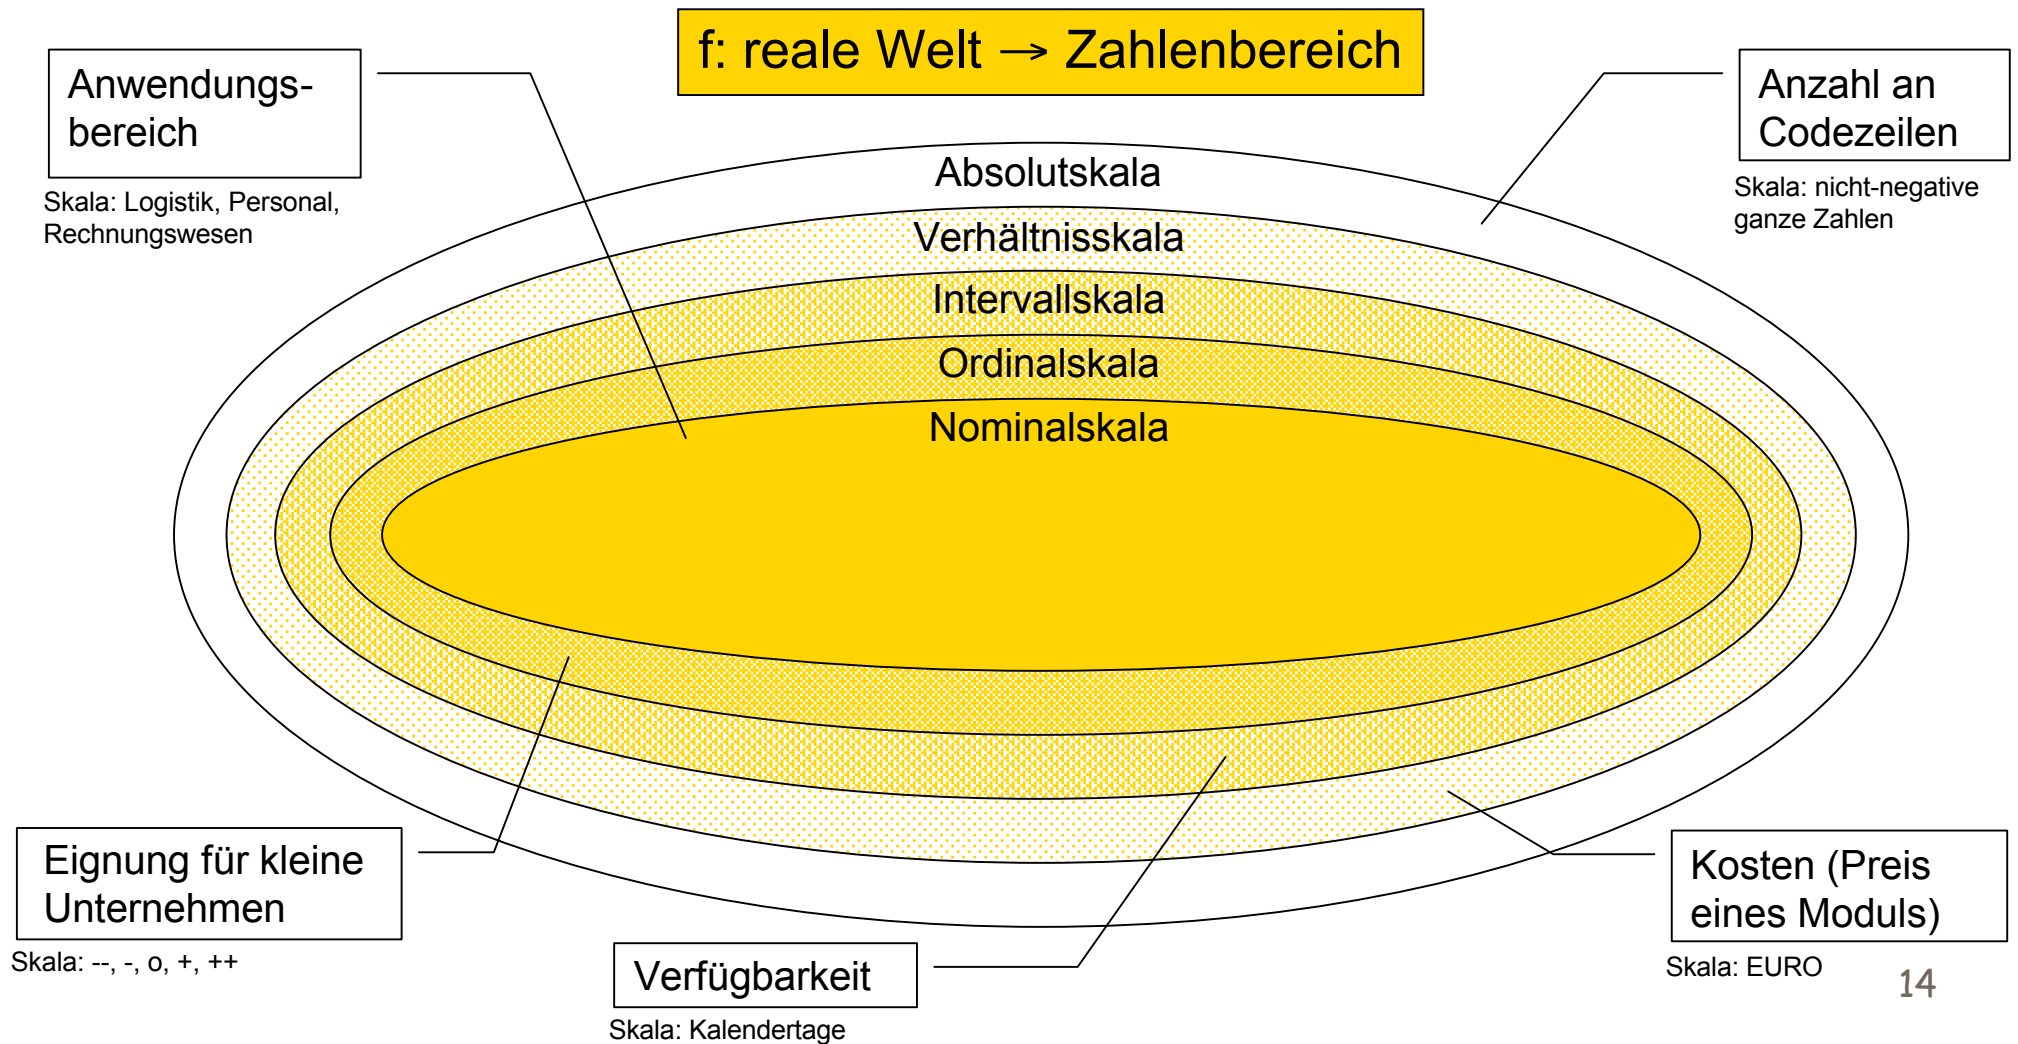 f: reale Welt → Zahlenbereich
Anwendungs-
bereich
Skala: Logistik, Personal,
Rechnungswesen
Anzahl an
Codezeilen
Skala: nicht-negative
ganze Zahlen
Absolutskala
Verhältnisskala
Intervallskala
Ordinalskala
Nominalskala
Eignung für kleine
Unternehmen
Skala: --, -, o, +, ++
Verfügbarkeit
Skala: Kalendertage
Kosten (Preis
eines Moduls)
Skala: EURO
14